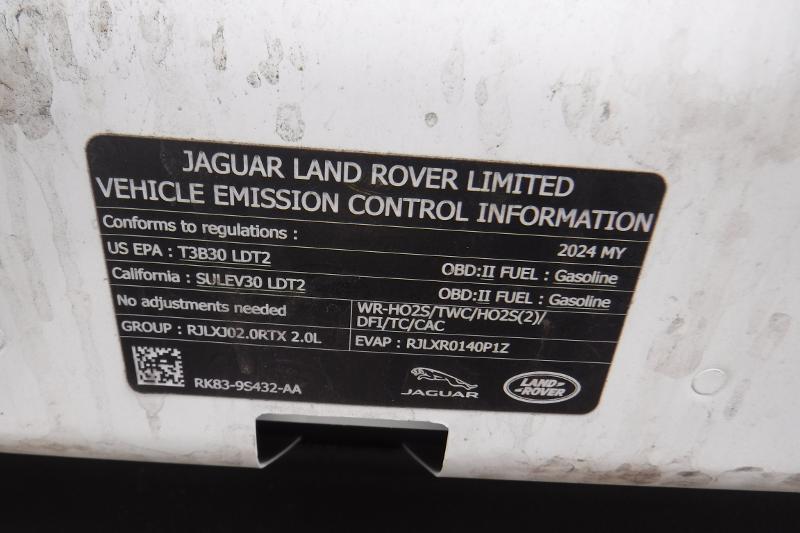 JAGUAR LAND ROVER LIMITED
VEHICLE EMISSION CONTROL INFORMATION
Conforms to regulations : 2024 MY
US EPA : T3B30 LDT2 OBD:II FUEL : Gasoline
California : SULEV30 LDT2 OBD:II FUEL : Gasoline
No adjustments needed WR-HO2S/TWC/HO2S(2)/
DFI/TC/CAC
GROUP : RJLXJ02.0RTX 2.0L EVAP : RJLXR0140P1Z
RK83-9S432-AA JAGUAR LAND ROVER